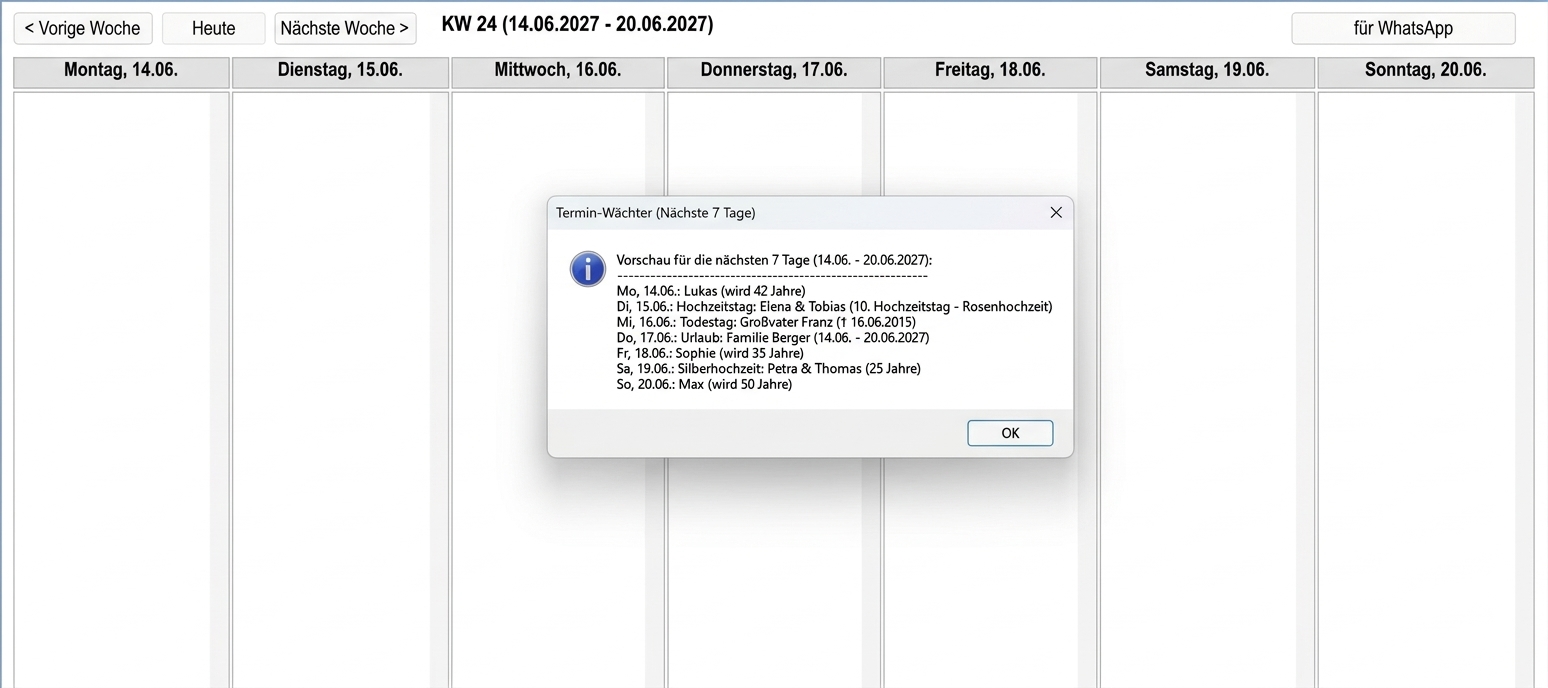 < Vorige Woche
Heute
Nächste Woche >
KW 24 (14.06.2027 - 20.06.2027)
für WhatsApp
Montag, 14.06.
Dienstag, 15.06.
Mittwoch, 16.06.
Donnerstag, 17.06.
Freitag, 18.06.
Samstag, 19.06.
Sonntag, 20.06.
Termin-Wächter (Nächste 7 Tage)
Vorschau für die nächsten 7 Tage (14.06. - 20.06.2027):
---------------------------------------------------------
Mo, 14.06.: Lukas (wird 42 Jahre)
Di, 15.06.: Hochzeitstag: Elena & Tobias (10. Hochzeitstag - Rosenhochzeit)
Mi, 16.06.: Todestag: Großvater Franz († 16.06.2015)
Do, 17.06.: Urlaub: Familie Berger (14.06. - 20.06.2027)
Fr, 18.06.: Sophie (wird 35 Jahre)
Sa, 19.06.: Silberhochzeit: Petra & Thomas (25 Jahre)
So, 20.06.: Max (wird 50 Jahre)
OK